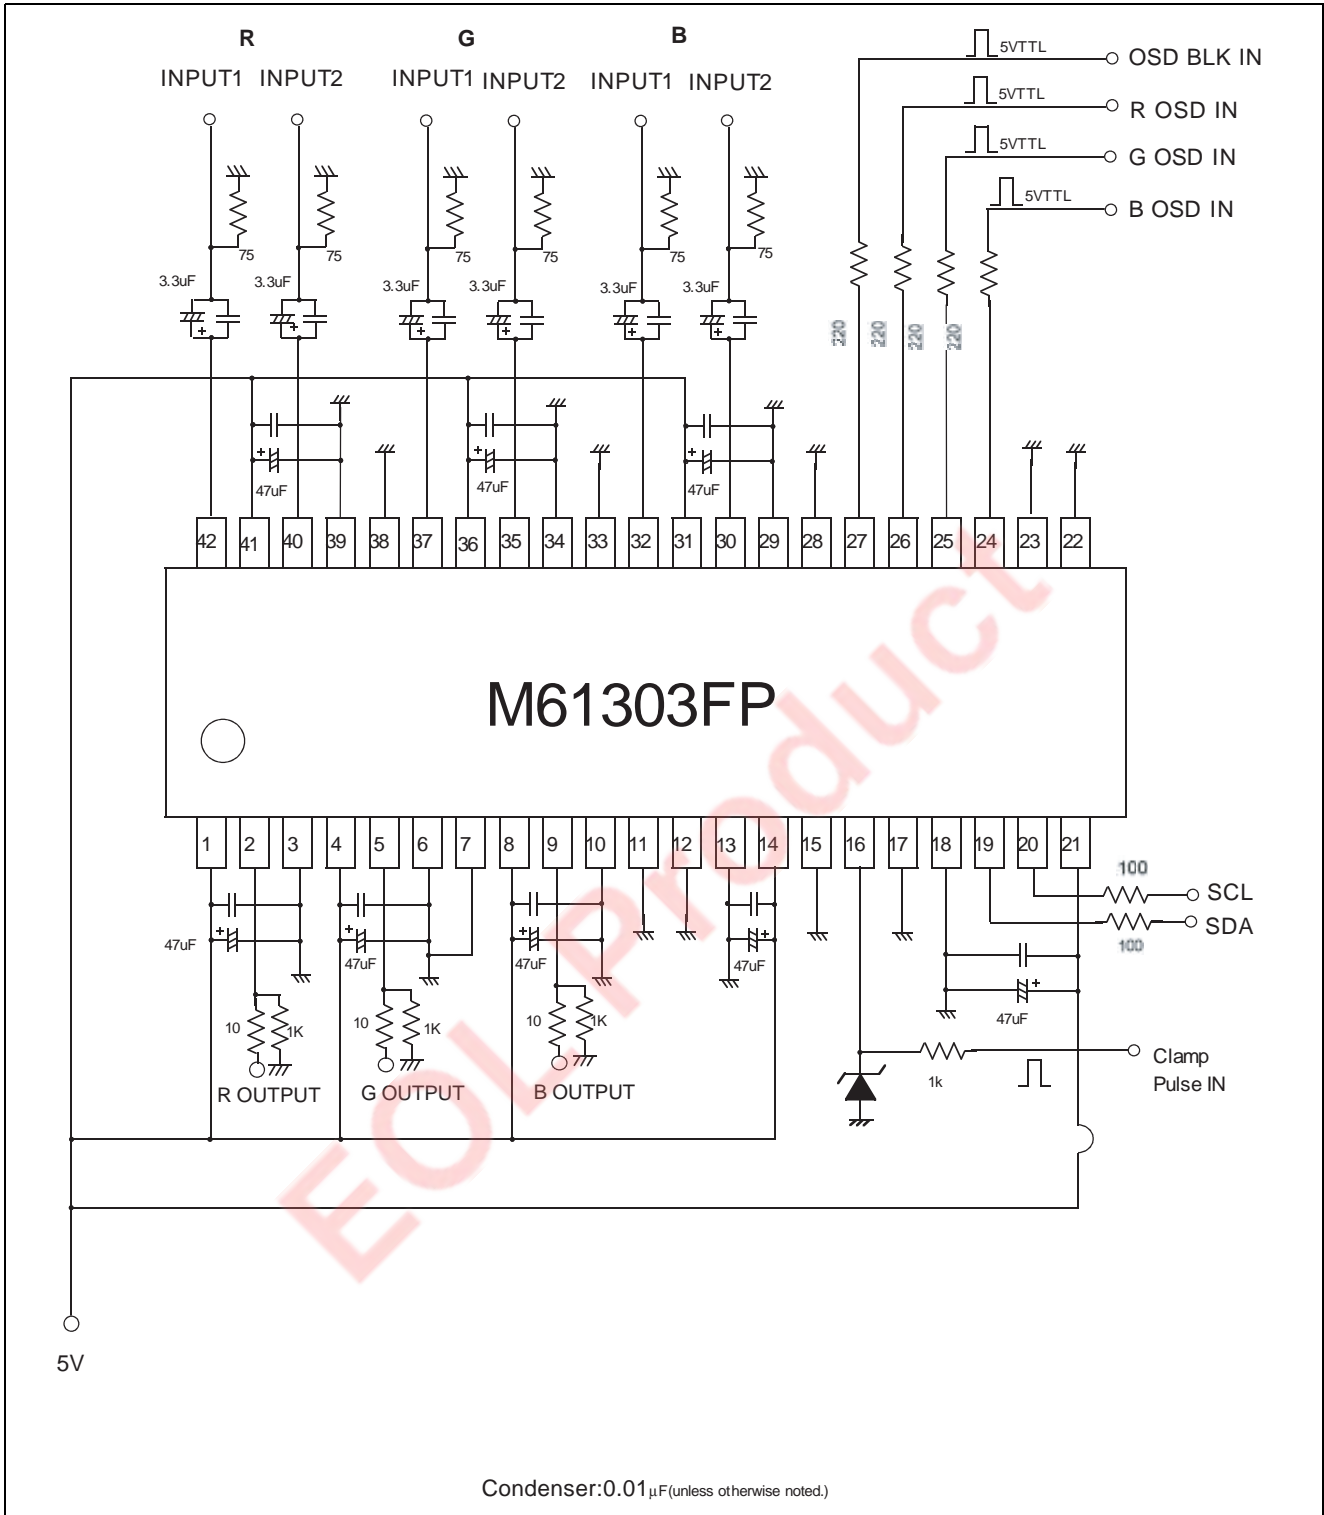 R G B
INPUT1 INPUT2 INPUT1 INPUT2 INPUT1 INPUT2
5VTTL OSD BLK IN
5VTTL R OSD IN
5VTTL G OSD IN
5VTTL B OSD IN
75 75 75 75 75 75
3.3uF 3.3uF 3.3uF 3.3uF 3.3uF 3.3uF
220 220 220 220
47uF 47uF 47uF
42 41 40 39 38 37 36 35 34 33 32 31 30 29 28 27 26 25 24 23 22
M61303FP
1 2 3 4 5 6 7 8 9 10 11 12 13 14 15 16 17 18 19 20 21
100 SCL
100 SDA
47uF 47uF 47uF 47uF
47uF
10 1K 10 1K 10 1K
R OUTPUT G OUTPUT B OUTPUT
1k
Clamp
Pulse IN
5V
EOL Product
Condenser:0.01μF(unless otherwise noted.)